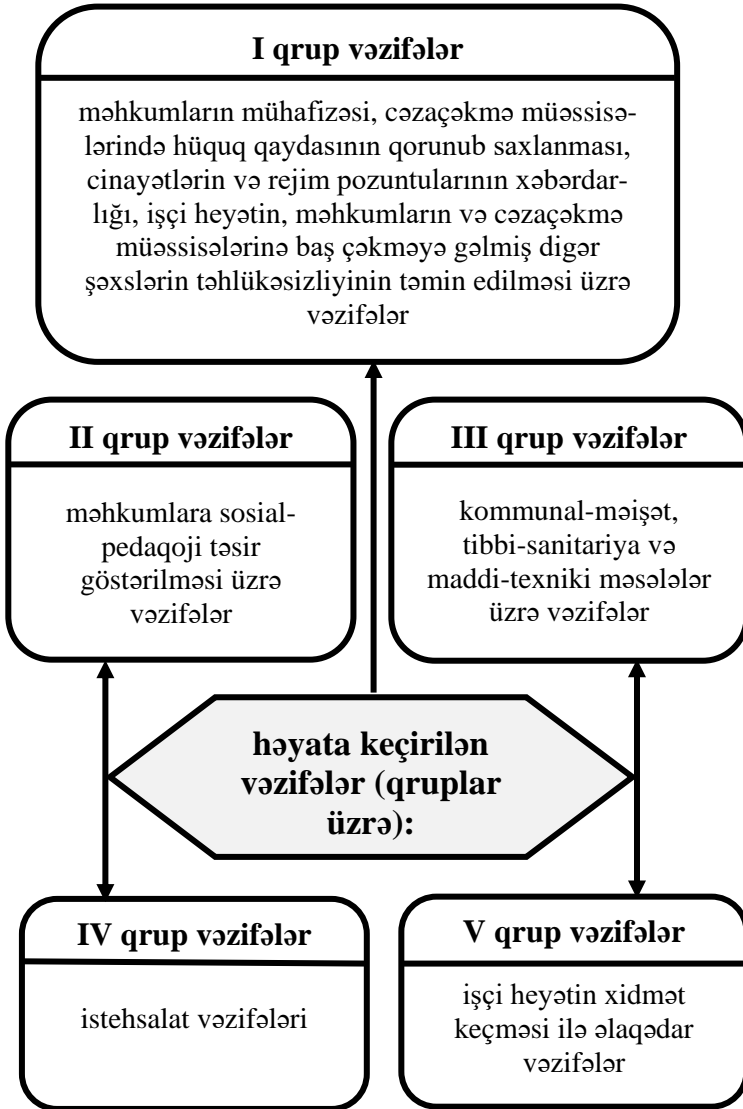 I qrup vəzifələr
məhkumların mühafizəsi, cəzaçəkmə müəssisə-
lərində hüquq qaydasının qorunub saxlanması,
cinayətlərin və rejim pozuntularının xəbərdar-
lığı, işçi heyətin, məhkumların və cəzaçəkmə
müəssisələrinə baş çəkməyə gəlmiş digər
şəxslərin təhlükəsizliyinin təmin edilməsi üzrə
vəzifələr
II qrup vəzifələr
məhkumlara sosial-
pedaqoji təsir
göstərilməsi üzrə
vəzifələr
III qrup vəzifələr
kommunal-məişət,
tibbi-sanitariya və
maddi-texniki məsələlər
üzrə vəzifələr
həyata keçirilən
vəzifələr (qruplar
üzrə):
IV qrup vəzifələr
istehsalat vəzifələri
V qrup vəzifələr
işçi heyətin xidmət
keçməsi ilə əlaqədar
vəzifələr